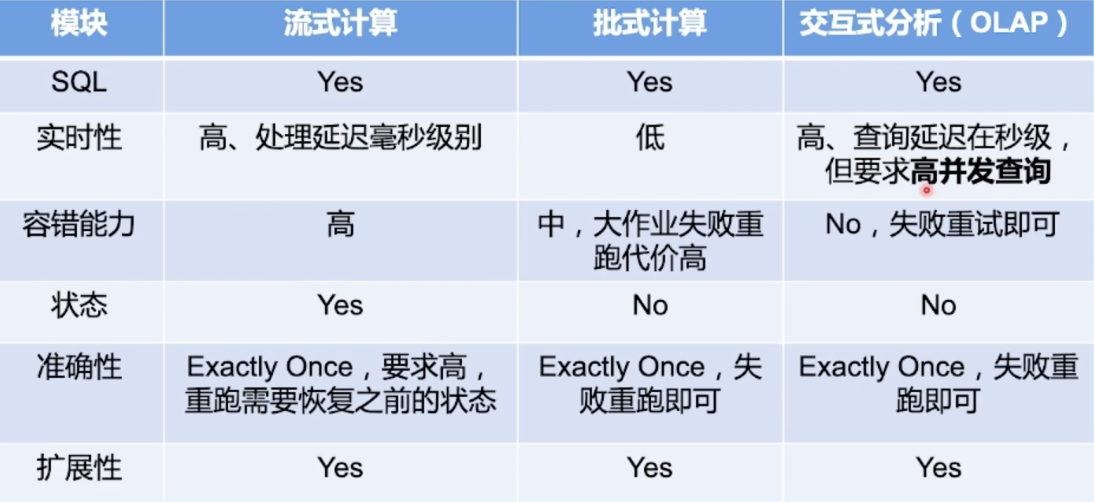 模块 流式计算 批式计算 交互式分析（OLAP）
SQL Yes Yes Yes
实时性 高、处理延迟毫秒级别 低 高、查询延迟在秒级，
但要求高并发查询
容错能力 高 中，大作业失败重 No，失败重试即可
跑代价高
状态 Yes No No
准确性 Exactly Once，要求高， Exactly Once，失 Exactly Once，失败重
重跑需要恢复之前的状态 败重跑即可 跑即可
扩展性 Yes Yes Yes